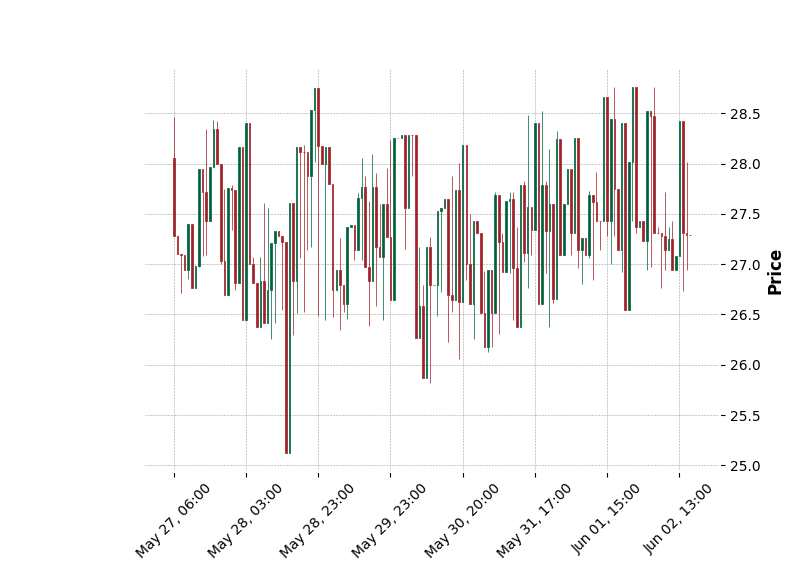 28.5
28.0
27.5
27.0
26.5
26.0
25.5
25.0
Price
May 27, 06:00
May 28, 03:00
May 28, 23:00
May 29, 23:00
May 30, 20:00
May 31, 17:00
Jun 01, 15:00
Jun 02, 13:00